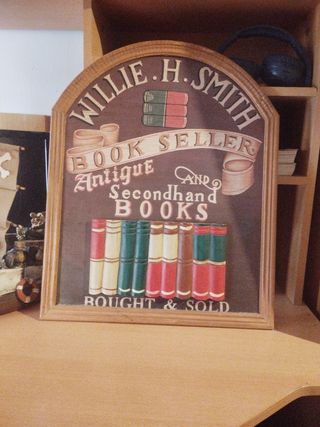 WILLIE . H. SMITH
BOOK SELLER
Antique AND
Secondhand
BOOKS
BOUGHT & SOLD